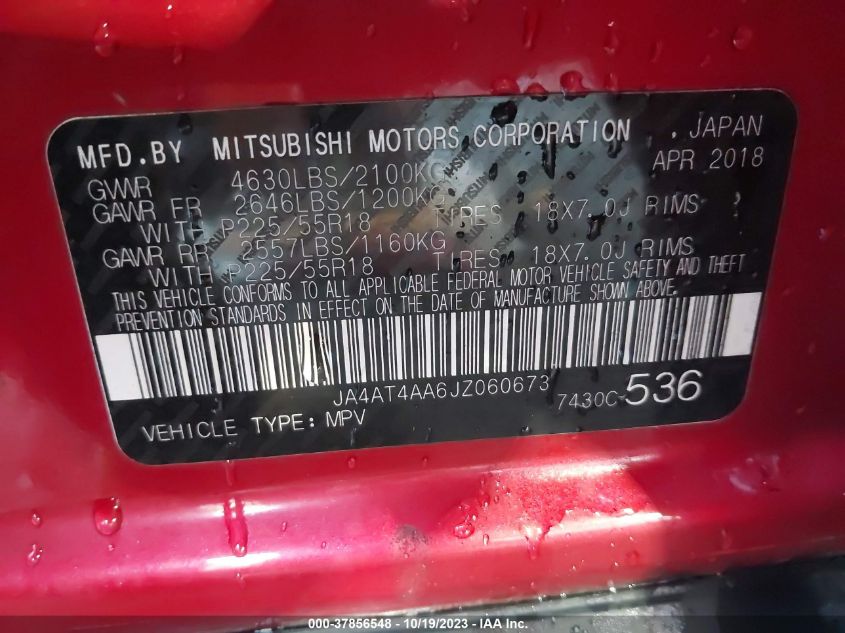 MFD.BY MITSUBISHI MOTORS CORPORATION , JAPAN
APR 2018
GVWR 4630LBS/2100KG
GAWR FR 2646LBS/1200KG
WITH P225/55R18 TIRES 18X7.0J RIMS
GAWR RR 2557LBS/1160KG
WITH P225/55R18 TIRES 18X7.0J RIMS
THIS VEHICLE CONFORMS TO ALL APPLICABLE FEDERAL MOTOR VEHICLE SAFETY AND THEFT
PREVENTION STANDARDS IN EFFECT ON THE DATE OF MANUFACTURE SHOWN ABOVE.
JA4AT4AA6JZ060673 7430C-536
VEHICLE TYPE: MPV
000-37856548 - 10/19/2023 - IAA Inc.